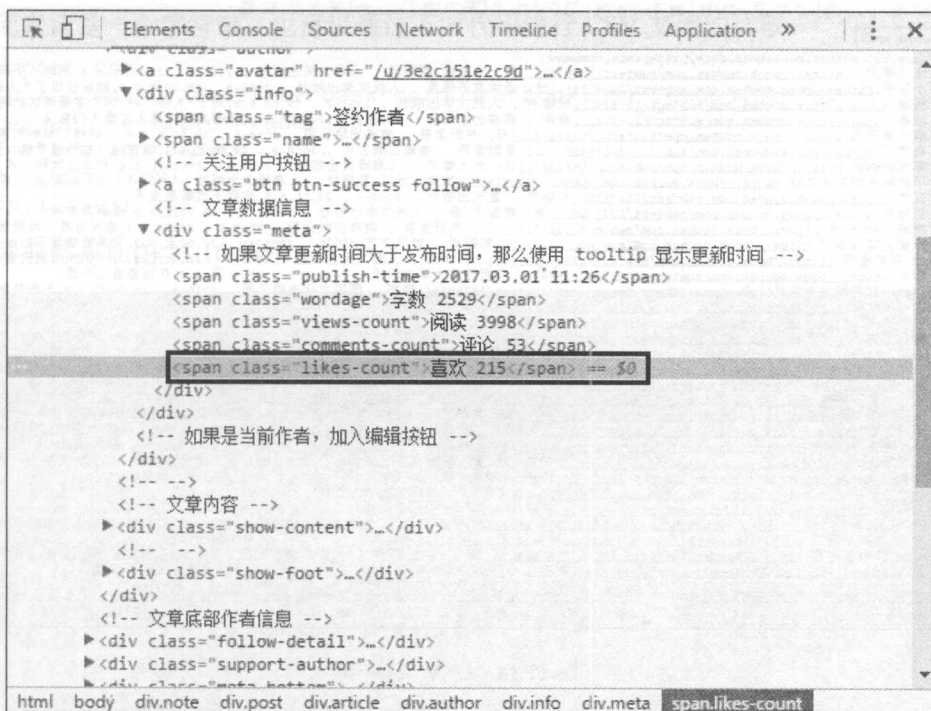 Elements Console Sources Network Timeline Profiles Application »
<div class="author">
▶<a class="avatar" href="/u/3e2c151e2c9d">…</a>
▼<div class="info">
<span class="tag">签约作者</span>
▶<span class="name">…</span>
<!-- 关注用户按钮 -->
▶<a class="btn btn-success follow">…</a>
<!-- 文章数据信息 -->
▼<div class="meta">
<!-- 如果文章更新时间大于发布时间，那么使用 tooltip 显示更新时间 -->
<span class="publish-time">2017.03.01 11:26</span>
<span class="wordage">字数 2529</span>
<span class="views-count">阅读 3998</span>
<span class="comments-count">评论 53</span>
<span class="likes-count">喜欢 215</span> == $0
</div>
</div>
<!-- 如果是当前作者，加入编辑按钮 -->
</div>
<!-- -->
<!-- 文章内容 -->
▶<div class="show-content">…</div>
<!-- -->
▶<div class="show-foot">…</div>
</div>
<!-- 文章底部作者信息 -->
▶<div class="follow-detail">…</div>
▶<div class="support-author">…</div>
▶<div class="meta-bottom">…</div>
html body div.note div.post div.article div.author div.info div.meta span.likes-count